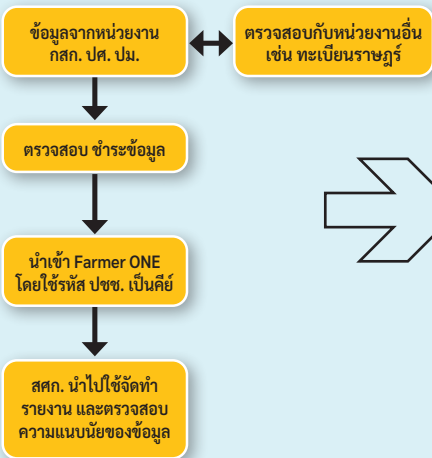 ข้อมูลจากหน่วยงาน
กสก. ปศ. ปม.
ตรวจสอบกับหน่วยงานอื่น
เช่น ทะเบียนราษฎร์
ตรวจสอบ ชำระข้อมูล
นำเข้า Farmer ONE
โดยใช้รหัส ปชช. เป็นคีย์
สศก. นำไปใช้จัดทำ
รายงาน และตรวจสอบ
ความแนบนัยของข้อมูล